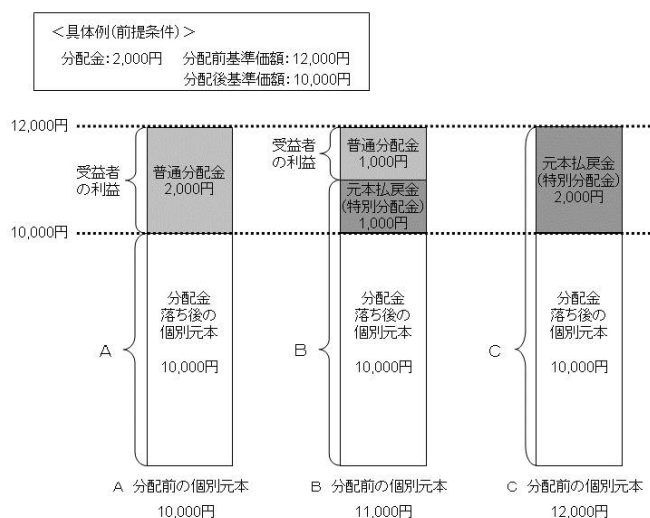 ＜具体例(前提条件)＞
分配金：2,000円　分配前基準価額：12,000円
分配後基準価額：10,000円
12,000円
受益者
の利益
普通分配金
2,000円
10,000円
A
分配金
落ち後の
個別元本
10,000円
A 分配前の個別元本
10,000円
受益者
の利益
普通分配金
1,000円
元本払戻金
(特別分配金)
1,000円
B
分配金
落ち後の
個別元本
10,000円
B 分配前の個別元本
11,000円
元本払戻金
(特別分配金)
2,000円
C
分配金
落ち後の
個別元本
10,000円
C 分配前の個別元本
12,000円